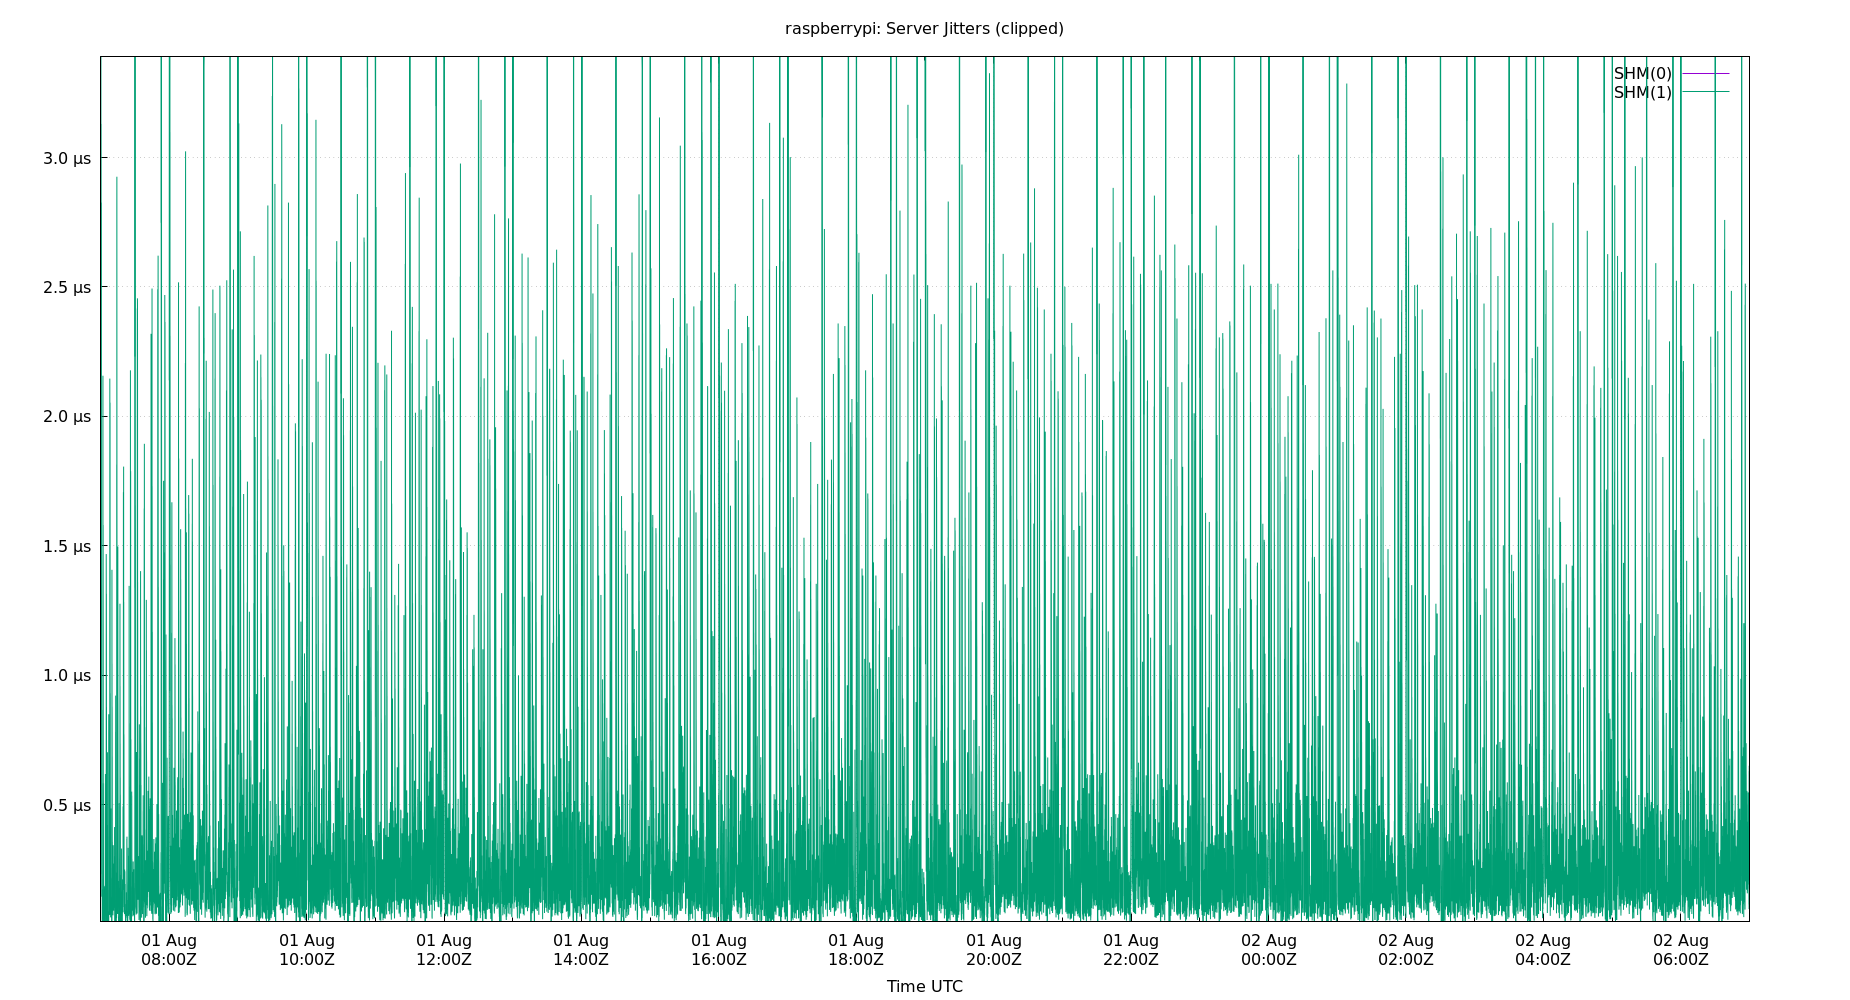 raspberrypi: Server Jitters (clipped)
SHM(0)
SHM(1)
3.0 µs
2.5 µs
2.0 µs
1.5 µs
1.0 µs
0.5 µs
01 Aug 01 Aug 01 Aug 01 Aug 01 Aug 01 Aug 01 Aug 01 Aug 02 Aug 02 Aug 02 Aug 02 Aug
08:00Z 10:00Z 12:00Z 14:00Z 16:00Z 18:00Z 20:00Z 22:00Z 00:00Z 02:00Z 04:00Z 06:00Z
Time UTC